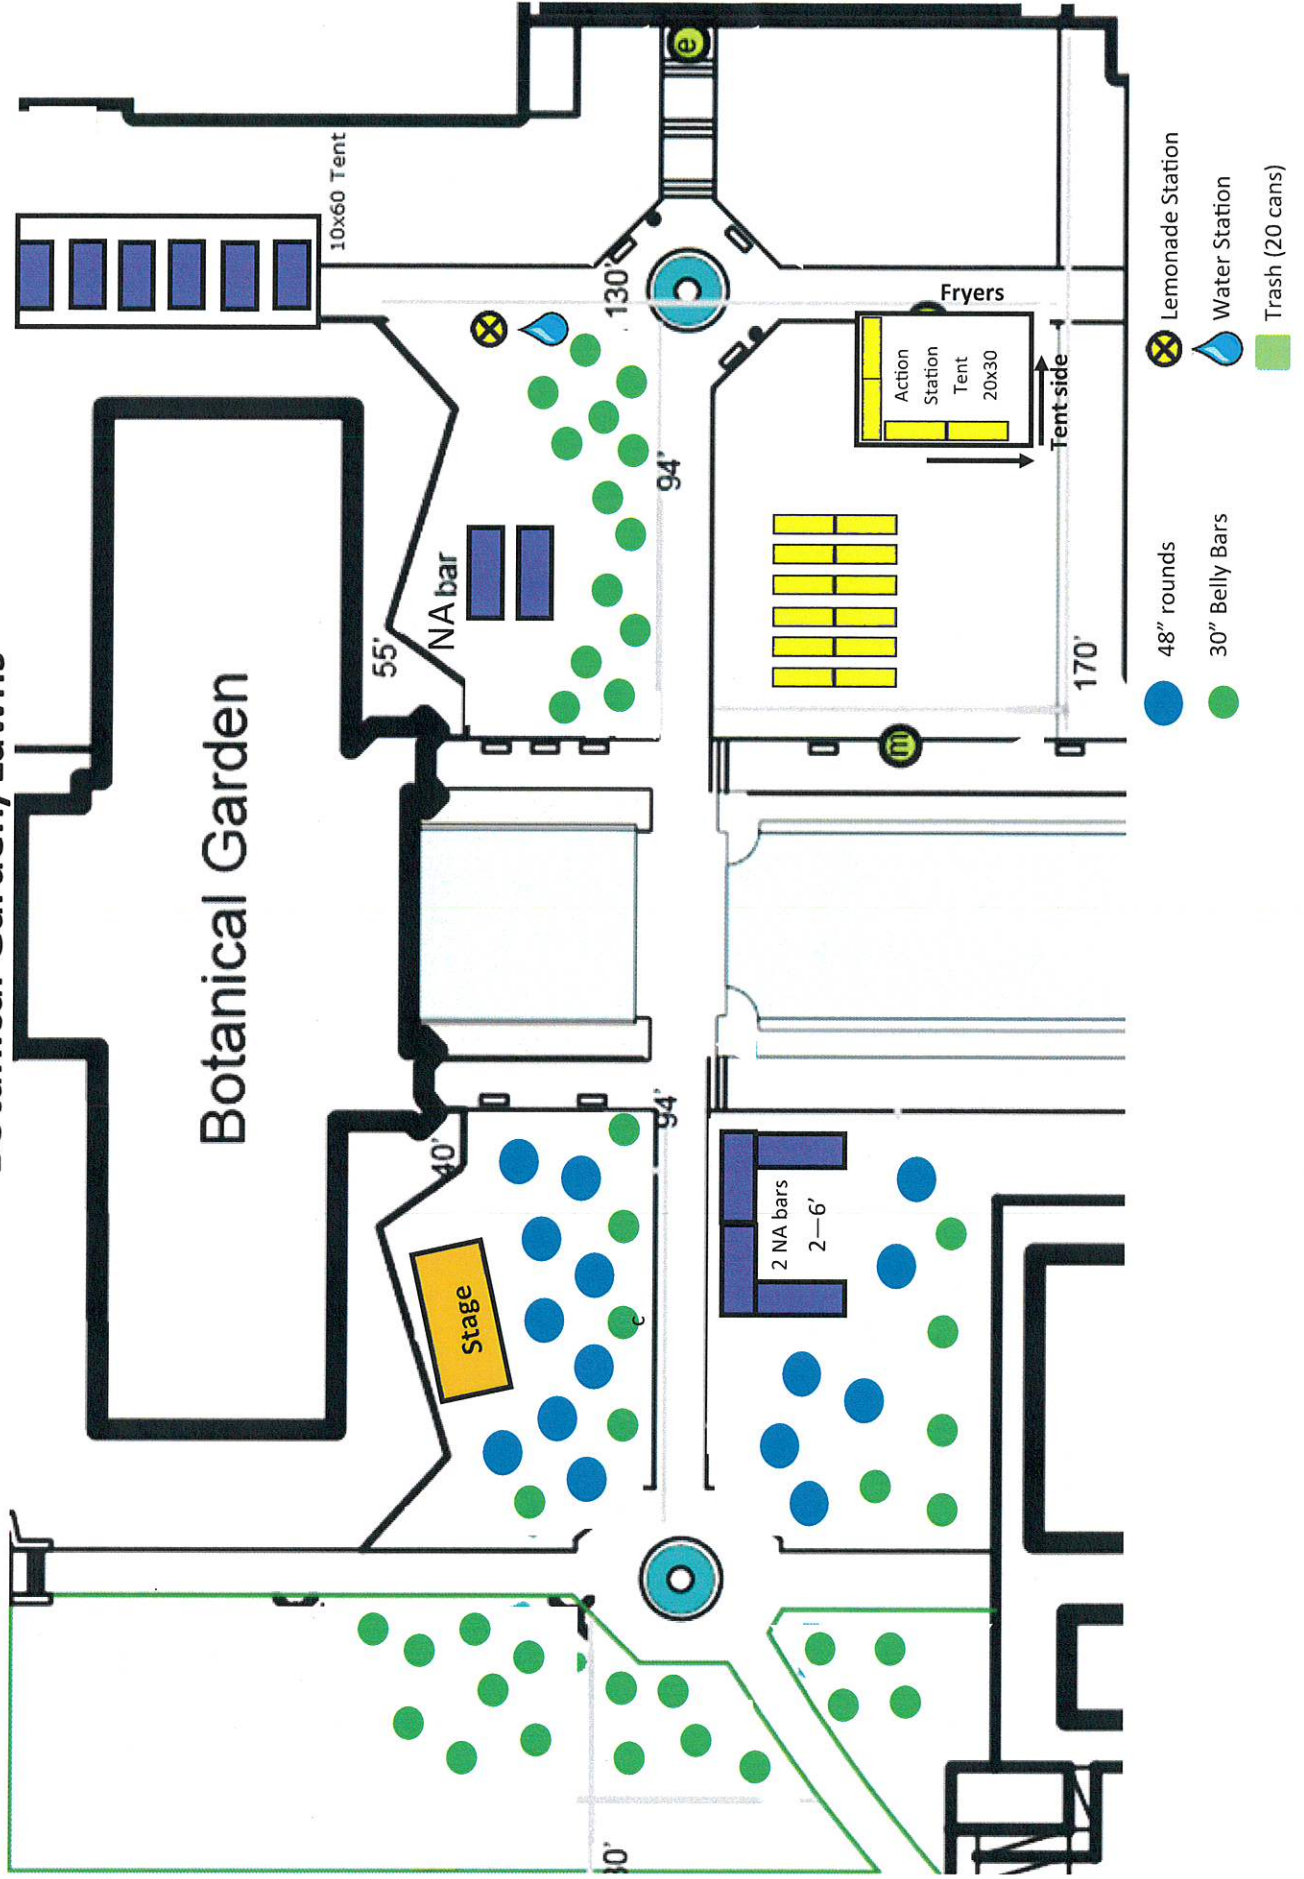 Botanical Garden
10x60 Tent
130'
94'
55'
NA bar
Fryers
Action
Station
Tent
20x30
Tent side
170'
e
m
40'
94'
Stage
c
2 NA bars
2—6'
30'
48" rounds
30" Belly Bars
Lemonade Station
Water Station
Trash (20 cans)